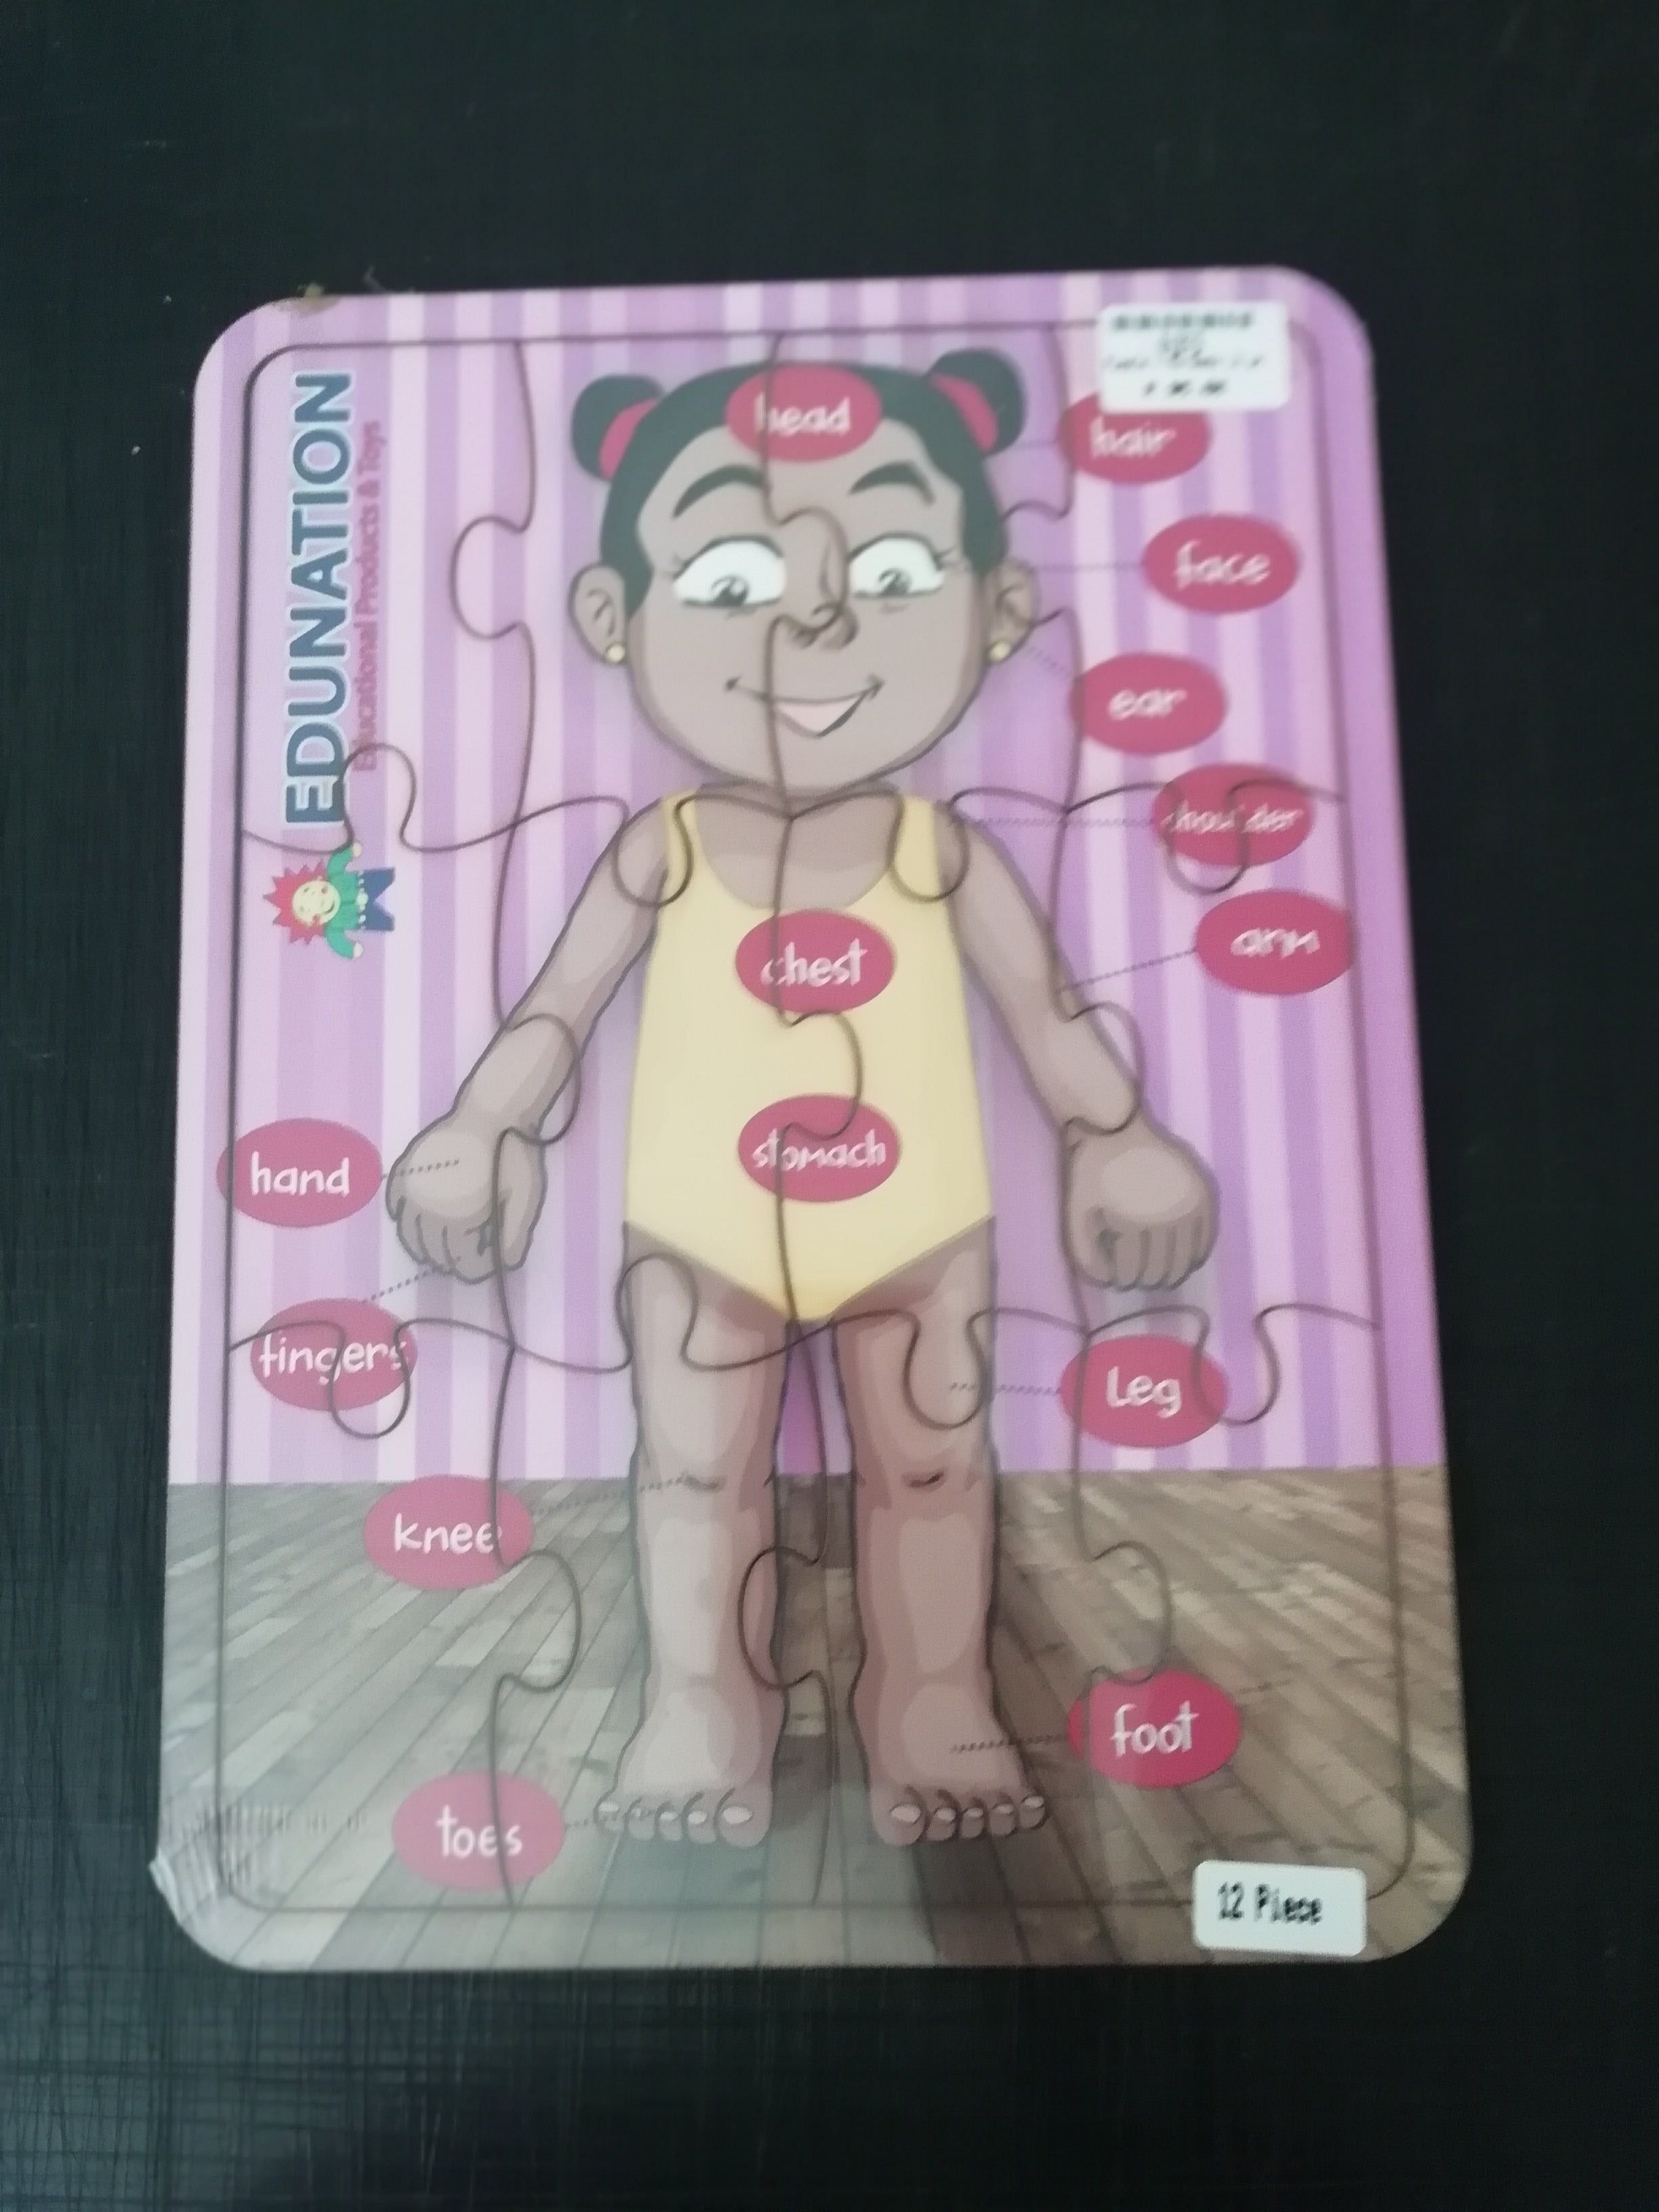 EDUNATION
Educational Products & Toys
head
hair
face
ear
shoulder
arm
chest
stomach
hand
fingers
Leg
knee
foot
toes
12 Piece